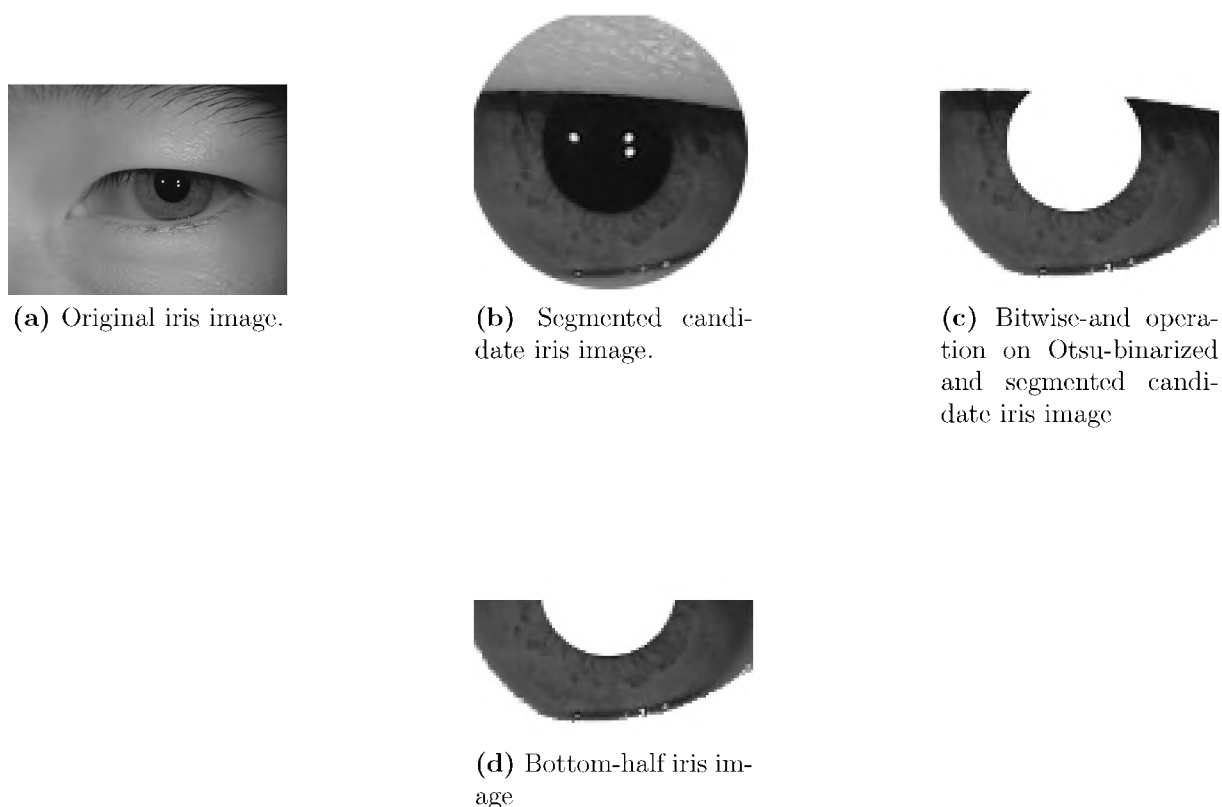 (a) Original iris image.
(b) Segmented candi-
date iris image.
(c) Bitwise-and opera-
tion on Otsu-binarized
and segmented candi-
date iris image
(d) Bottom-half iris im-
age